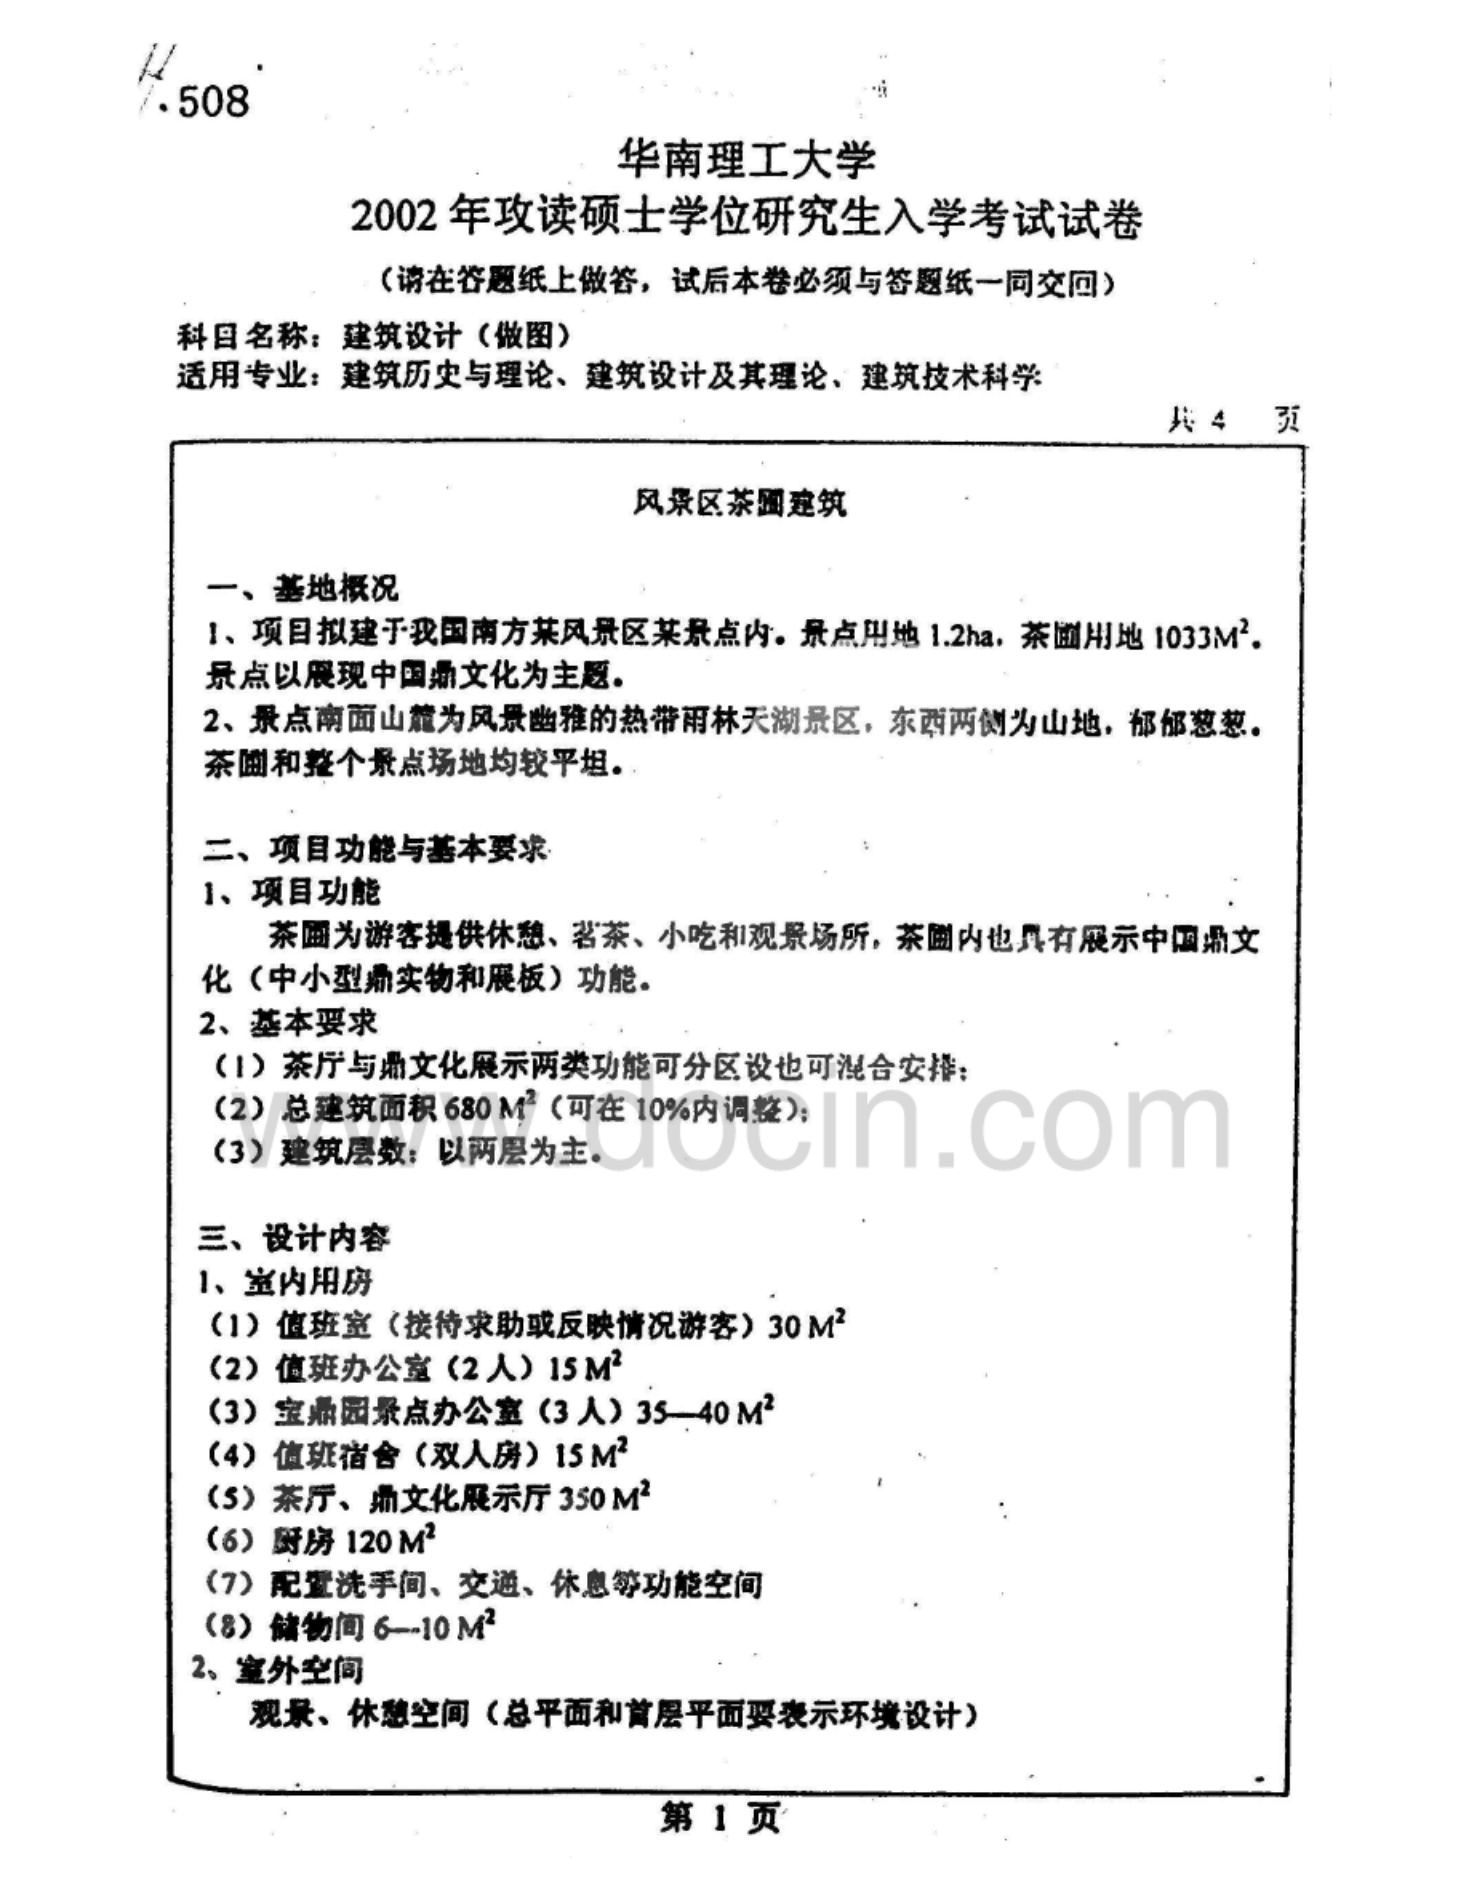 508
华南理工大学
2002 年攻读硕士学位研究生入学考试试卷
（请在答题纸上做答，试后本卷必须与答题纸一同交回）
科目名称：建筑设计（做图）
适用专业：建筑历史与理论、建筑设计及其理论、建筑技术科学
共 4 页
风景区茶圃建筑
一、基地概况
1、项目拟建于我国南方某风景区某景点内。景点用地 1.2ha，茶圃用地 1033M²。
景点以展现中国鼎文化为主题。
2、景点南面山麓为风景幽雅的热带雨林天湖景区，东西两侧为山地，郁郁葱葱。
茶圃和整个景点场地均较平坦。
二、项目功能与基本要求
1、项目功能
茶圃为游客提供休憩、茗茶、小吃和观景场所，茶圃内也具有展示中国鼎文
化（中小型鼎实物和展板）功能。
2、基本要求
（1）茶厅与鼎文化展示两类功能可分区设也可混合安排；
（2）总建筑面积 680 M²（可在 10%内调整）；
（3）建筑层数：以两层为主。
三、设计内容
1、室内用房
（1）值班室（接待求助或反映情况游客）30 M²
（2）值班办公室（2 人）15 M²
（3）宝鼎园景点办公室（3 人）35—40 M²
（4）值班宿舍（双人房）15 M²
（5）茶厅、鼎文化展示厅 350 M²
（6）厨房 120 M²
（7）配置洗手间、交通、休息等功能空间
（8）储物间 6—10 M²
2、室外空间
观景、休憩空间（总平面和首层平面要表示环境设计）
第 1 页
www.docin.com